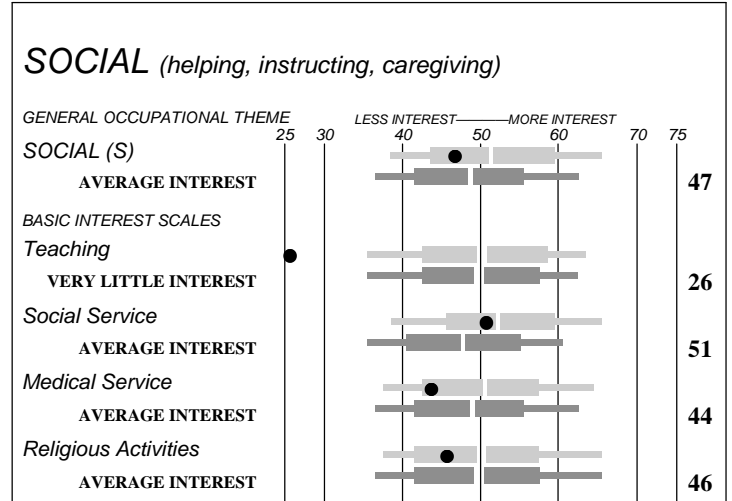 SOCIAL (helping, instructing, caregiving)
GENERAL OCCUPATIONAL THEME LESS INTEREST MORE INTEREST
25 30 40 50 60 70 75
SOCIAL (S)
AVERAGE INTEREST 47
BASIC INTEREST SCALES
Teaching
VERY LITTLE INTEREST 26
Social Service
AVERAGE INTEREST 51
Medical Service
AVERAGE INTEREST 44
Religious Activities
AVERAGE INTEREST 46